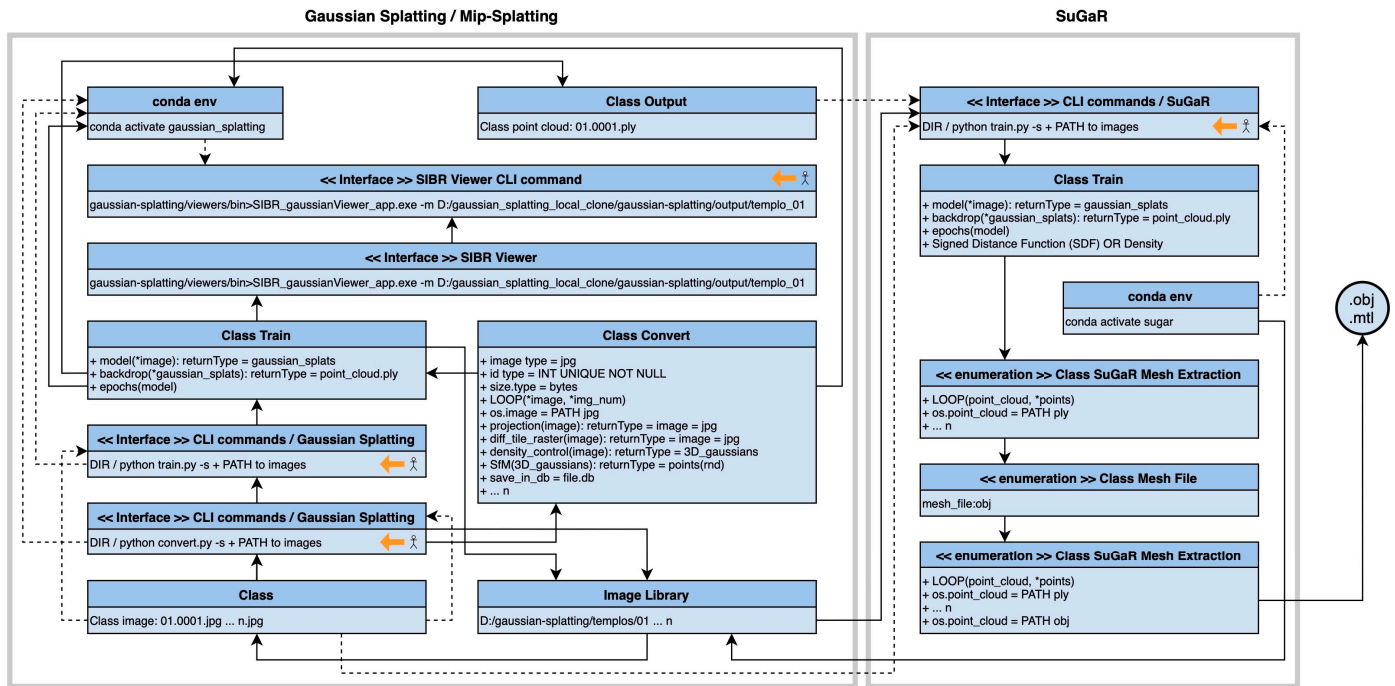 Gaussian Splatting / Mip-Splatting
conda env
conda activate gaussian_splatting
Class Output
Class point cloud: 01.0001.ply
<< Interface >> SIBR Viewer CLI command
gaussian-splatting/viewers/bin>SIBR_gaussianViewer_app.exe -m D:/gaussian_splatting_local_clone/gaussian-splatting/output/templo_01
<< Interface >> SIBR Viewer
gaussian-splatting/viewers/bin>SIBR_gaussianViewer_app.exe -m D:/gaussian_splatting_local_clone/gaussian-splatting/output/templo_01
Class Train
+ model(*image): returnType = gaussian_splats
+ backdrop(*gaussian_splats): returnType = point_cloud.ply
+ epochs(model)
Class Convert
+ image type = jpg
+ id type = INT UNIQUE NOT NULL
+ size.type = bytes
+ LOOP(*image, *img_num)
+ os.image = PATH jpg
+ projection(image): returnType = image = jpg
+ diff_tile_raster(image): returnType = image = jpg
+ density_control(image): returnType = 3D_gaussians
+ SfM(3D_gaussians): returnType = points(rnd)
+ save_in_db = file.db
+ ... n
<< Interface >> CLI commands / Gaussian Splatting
DIR / python train.py -s + PATH to images
<< Interface >> CLI commands / Gaussian Splatting
DIR / python convert.py -s + PATH to images
Class
Class image: 01.0001.jpg ... n.jpg
Image Library
D:/gaussian-splatting/templos/01 ... n
SuGaR
<< Interface >> CLI commands / SuGaR
DIR / python train.py -s + PATH to images
Class Train
+ model(*image): returnType = gaussian_splats
+ backdrop(*gaussian_splats): returnType = point_cloud.ply
+ epochs(model)
+ Signed Distance Function (SDF) OR Density
conda env
conda activate sugar
<< enumeration >> Class SuGaR Mesh Extraction
+ LOOP(point_cloud, *points)
+ os.point_cloud = PATH ply
+ ... n
<< enumeration >> Class Mesh File
mesh_file:obj
<< enumeration >> Class SuGaR Mesh Extraction
+ LOOP(point_cloud, *points)
+ os.point_cloud = PATH ply
+ ... n
+ os.point_cloud = PATH obj
.obj
.mtl